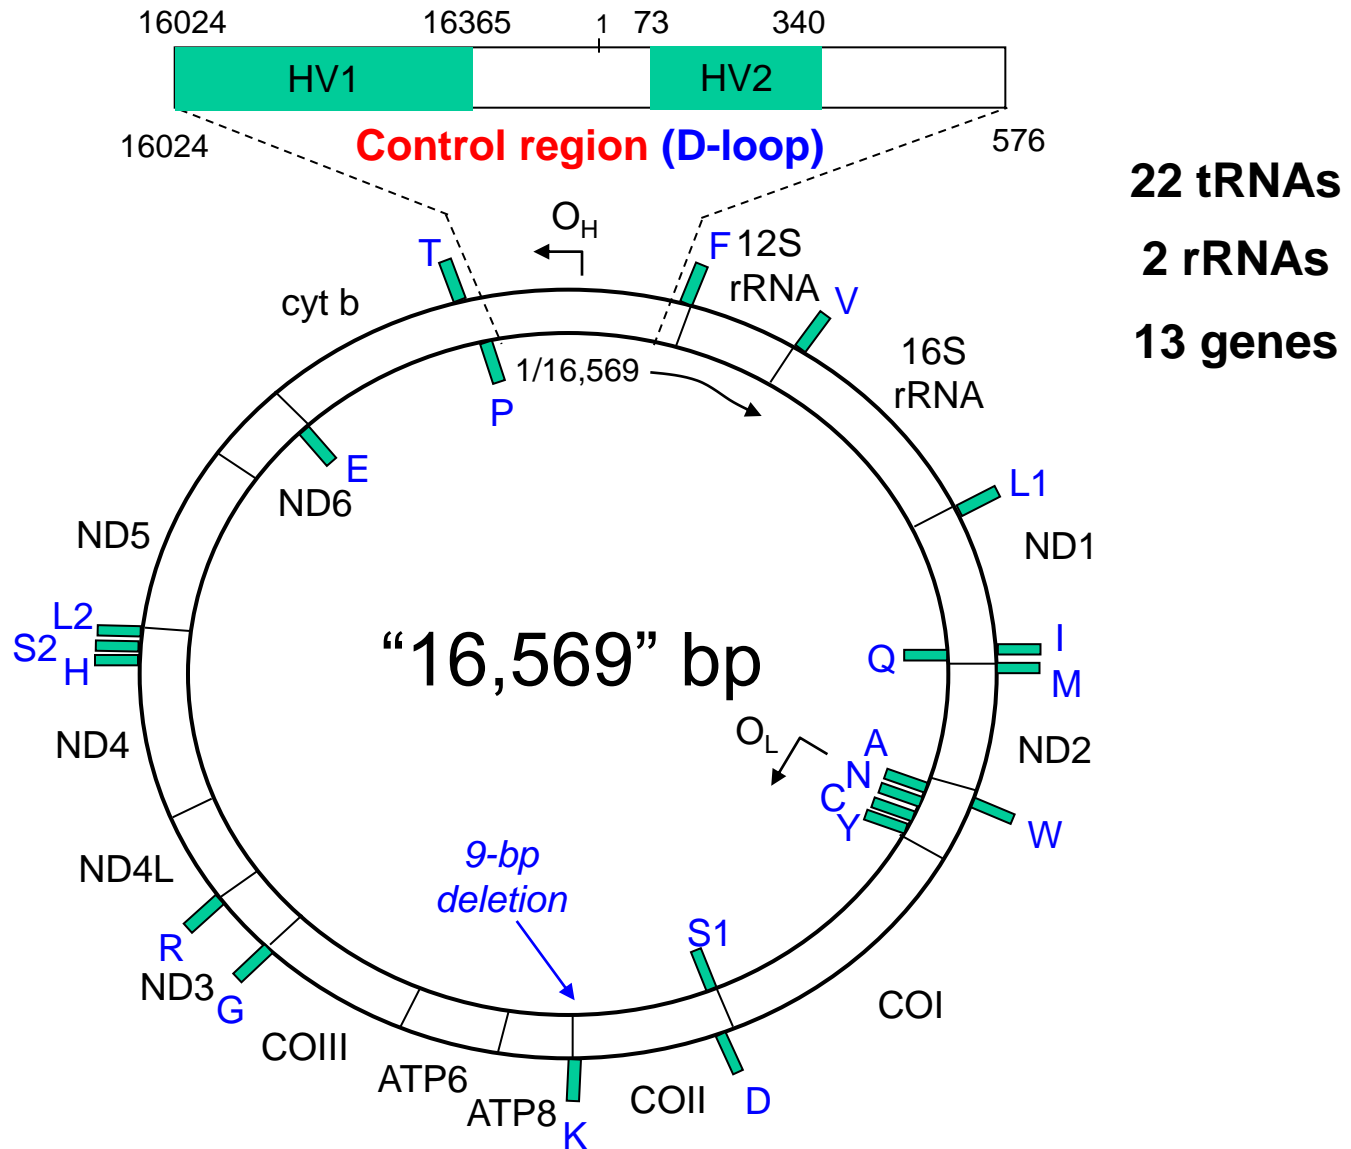 16024 16365 1 73 340
HV1 HV2
16024 Control region (D-loop) 576
22 tRNAs
2 rRNAs
13 genes
O_H
T
F
12S
rRNA
V
cyt b
16S
rRNA
1/16,569
P
E
ND6
L1
ND1
ND5
L2
S2
H
“16,569” bp
Q
I
M
ND4
O_L
A
N
C
Y
ND2
W
ND4L
9-bp
deletion
R
S1
ND3
G
COI
COIII
ATP6
ATP8
K
COII
D